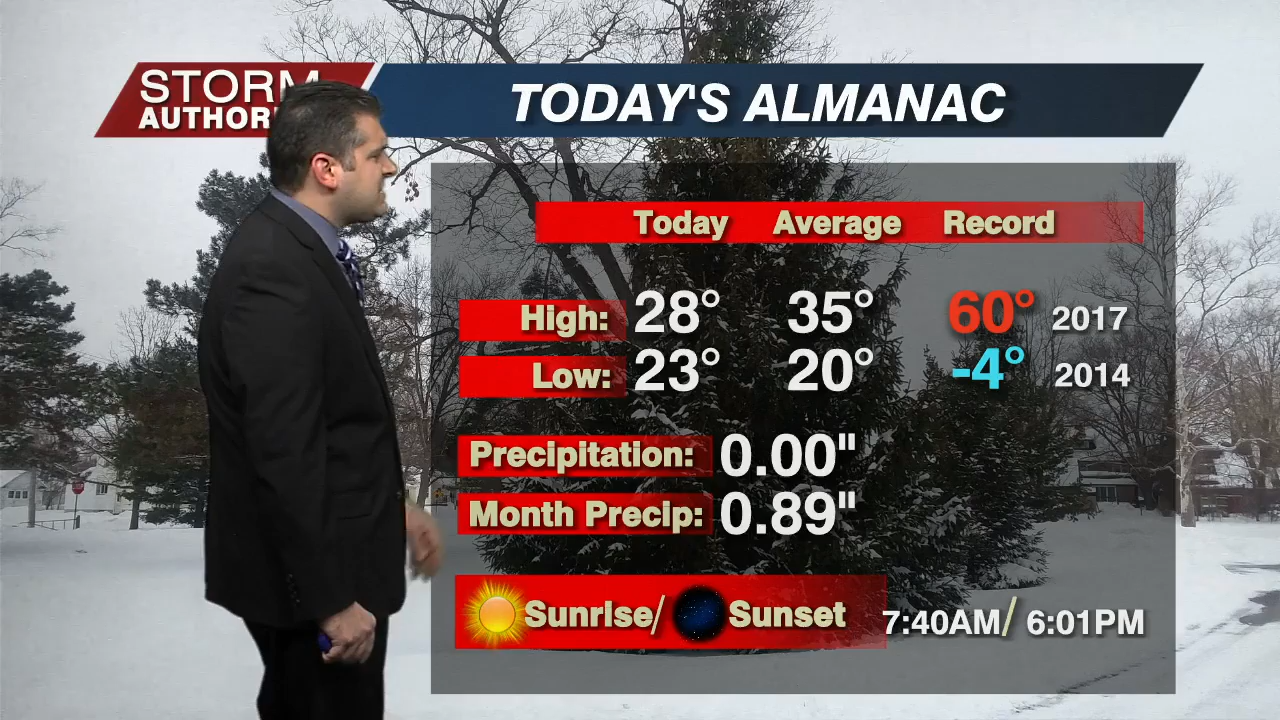 STORM
TODAY'S ALMANAC
Today Average Record
High: 28° 35° 60° 2017
Low: 23° 20° -4° 2014
Precipitation: 0.00"
Month Precip: 0.89"
Sunrise/ Sunset 7:40AM/ 6:01PM